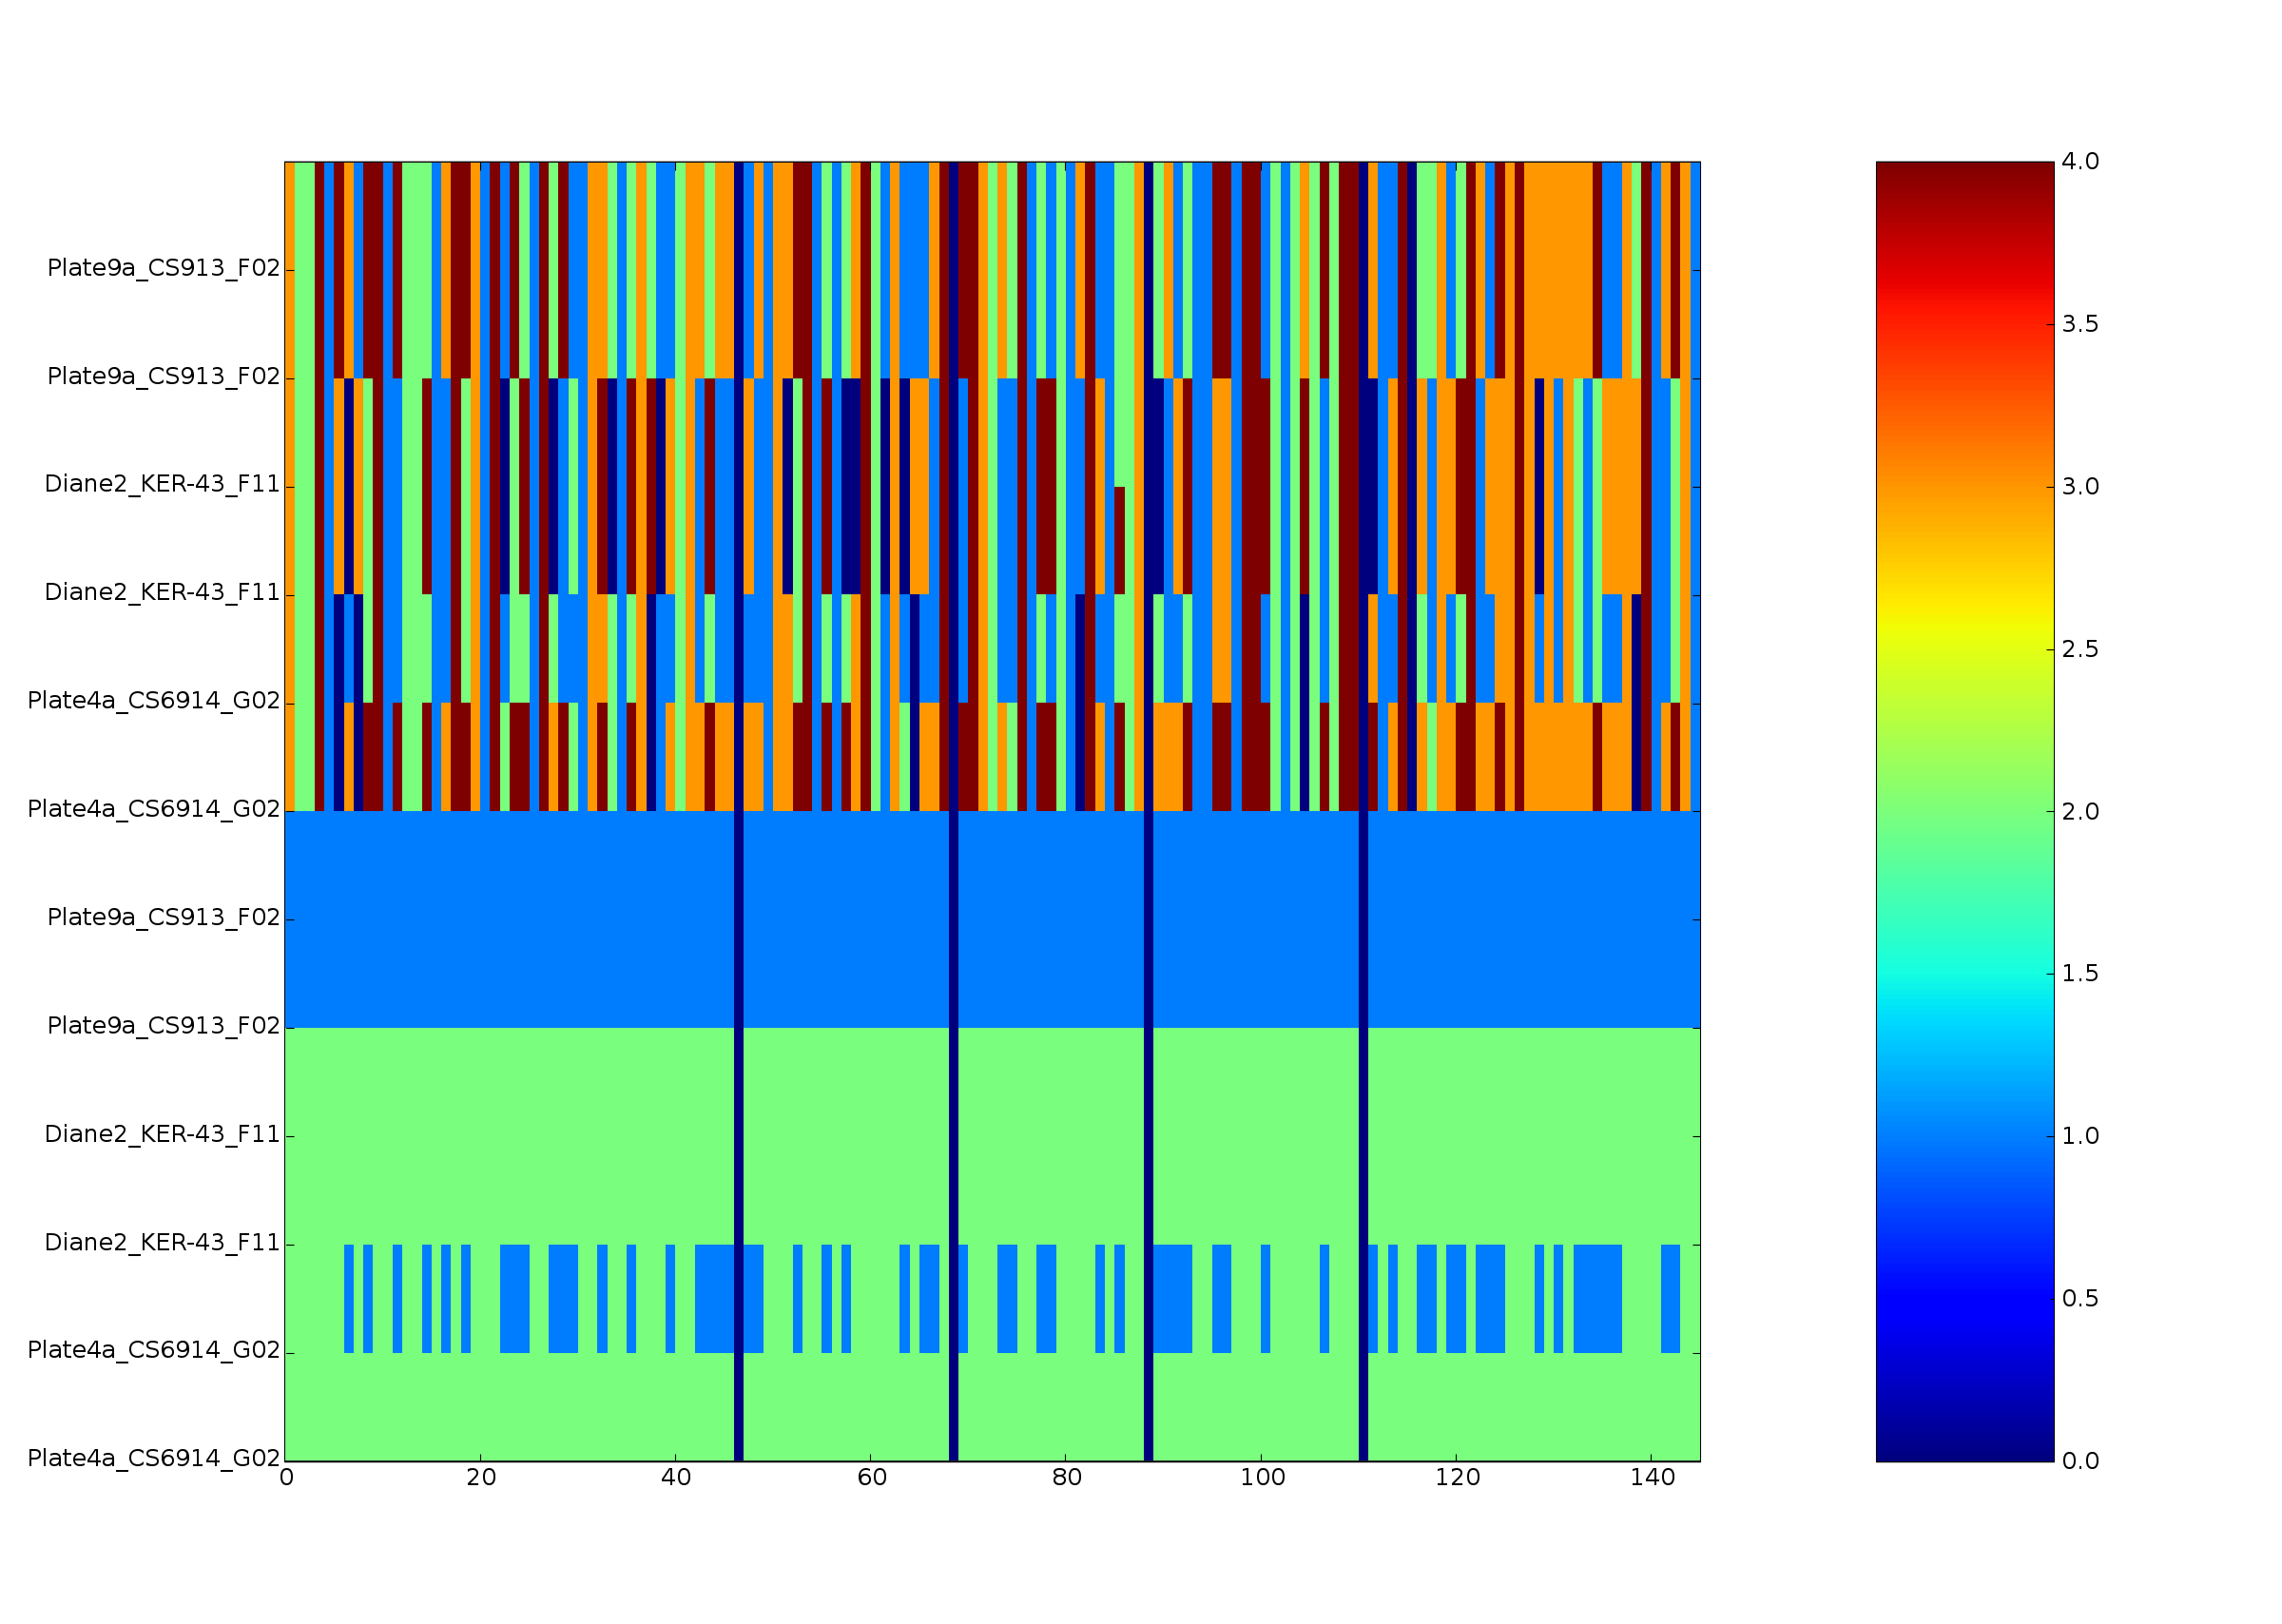 Plate9a_CS913_F02
Plate9a_CS913_F02
Diane2_KER-43_F11
Diane2_KER-43_F11
Plate4a_CS6914_G02
Plate4a_CS6914_G02
Plate9a_CS913_F02
Plate9a_CS913_F02
Diane2_KER-43_F11
Diane2_KER-43_F11
Plate4a_CS6914_G02
Plate4a_CS6914_G02
0 20 40 60 80 100 120 140
4.0
3.5
3.0
2.5
2.0
1.5
1.0
0.5
0.0